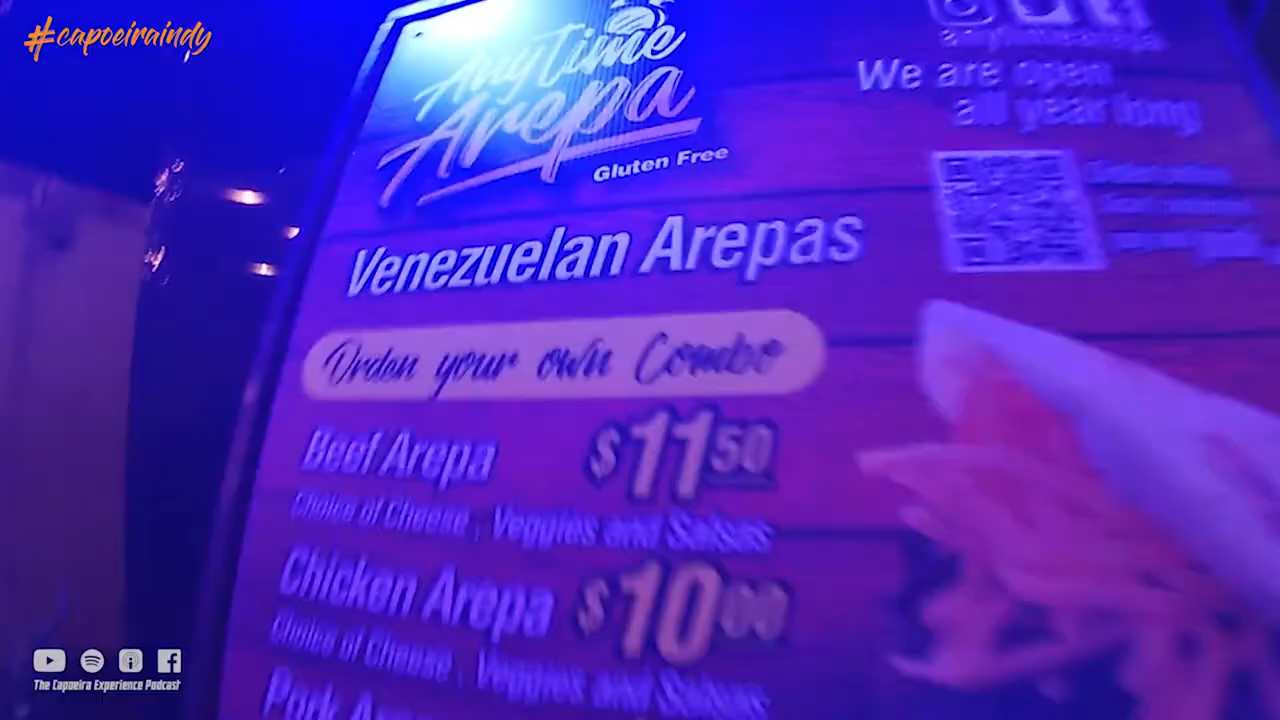 #capoeiraindy
AnyTime
Arepa
Gluten Free
We are open
all year long
Venezuelan Arepas
Order your own Combo
Beef Arepa $11 50
Choice of Cheese, Veggies and Salsas
Chicken Arepa $10 00
Choice of Cheese, Veggies and Salsas
Pork
The Capoeira Experience Podcast